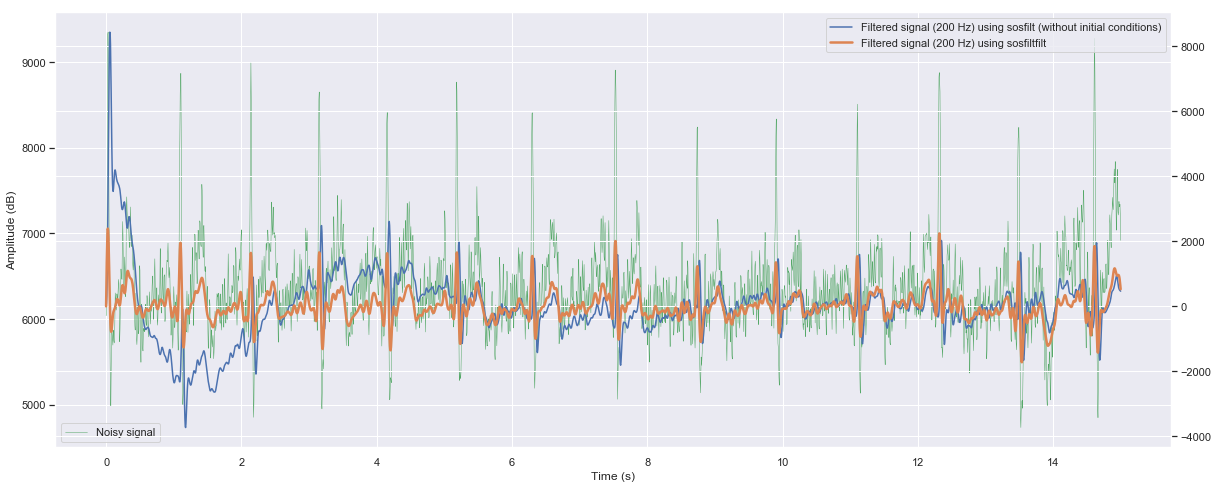 Filtered signal (200 Hz) using sosfilt (without initial conditions)
Filtered signal (200 Hz) using sosfiltfilt
9000
8000
7000
6000
5000
Amplitude (dB)
8000
6000
4000
2000
0
−2000
−4000
Noisy signal
0 2 4 6 8 10 12 14
Time (s)